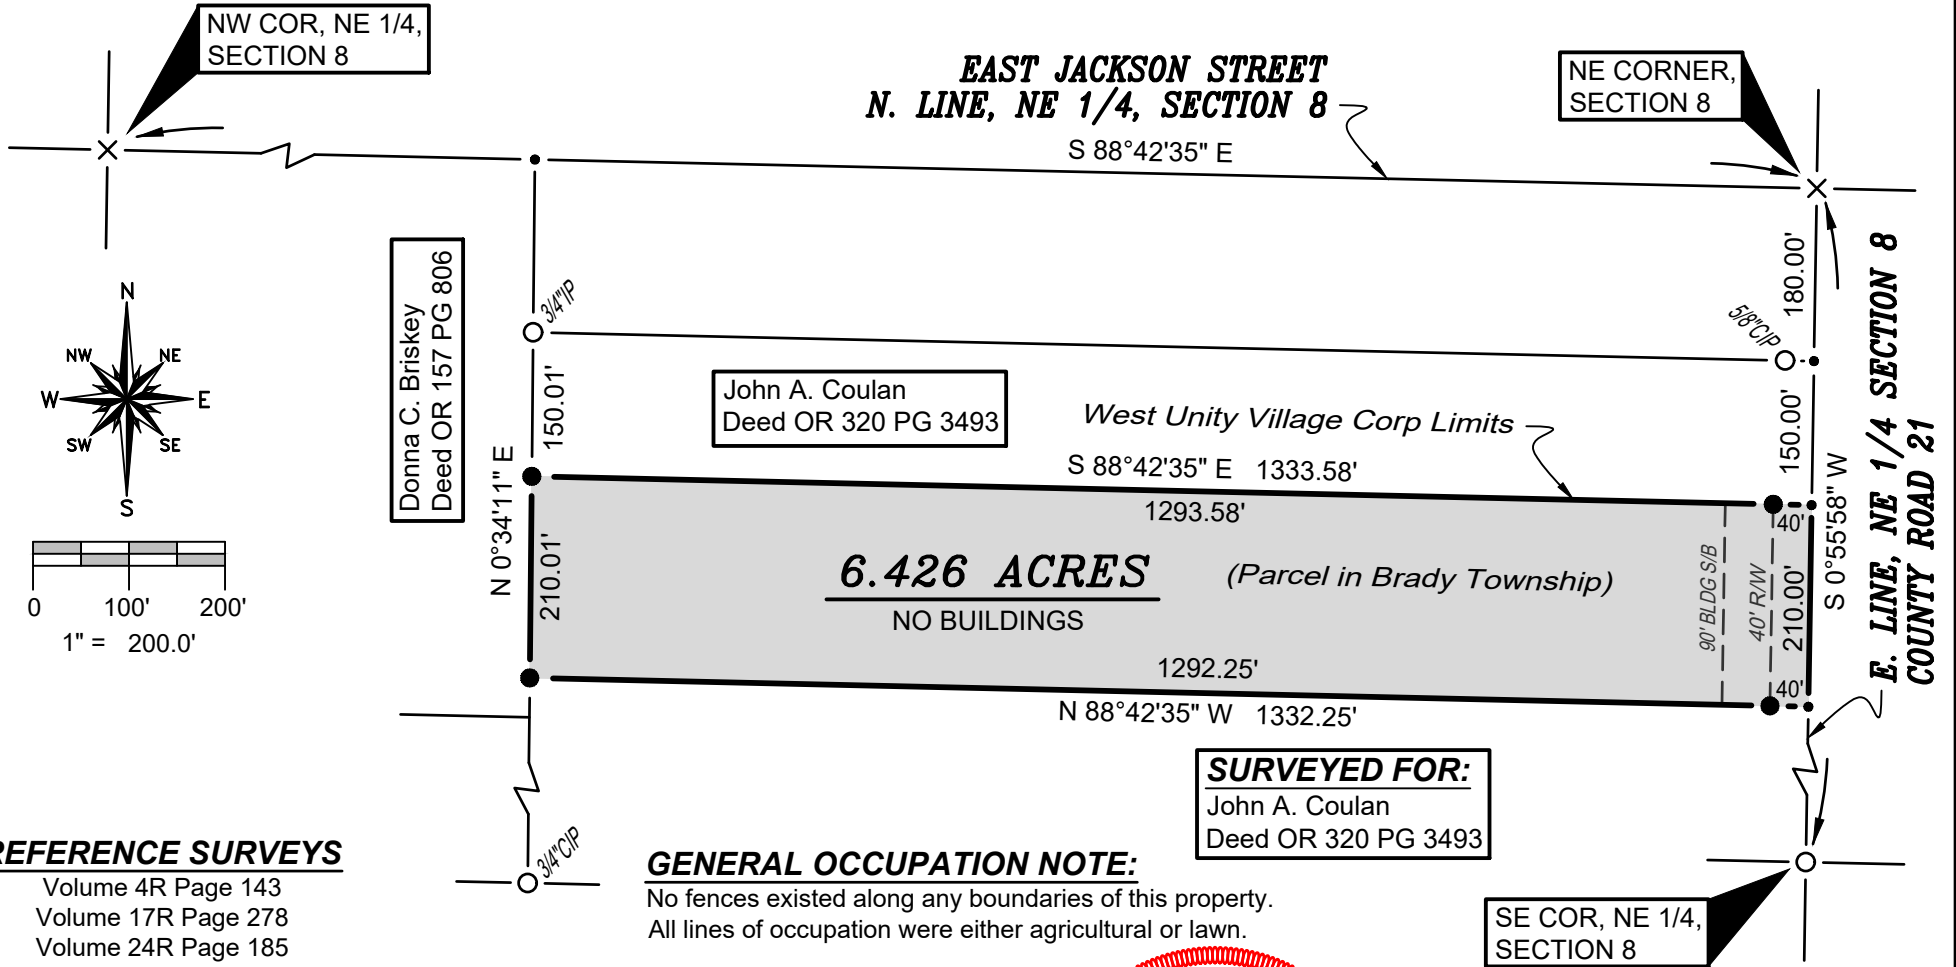 NW COR, NE 1/4,
SECTION 8
EAST JACKSON STREET
N. LINE, NE 1/4, SECTION 8
S 88°42'35" E
NE CORNER,
SECTION 8
180.00'
E. LINE, NE 1/4 SECTION 8
COUNTY ROAD 21
N
NW
NE
W
E
SW
SE
S
0
100'
200'
1" = 200.0'
Donna C. Briskey
Deed OR 157 PG 806
3/4"IP
5/8"CIP
150.01'
John A. Coulan
Deed OR 320 PG 3493
West Unity Village Corp Limits
150.00'
S 88°42'35" E 1333.58'
1293.58'
40'
N 0°34'11" E
210.01'
6.426 ACRES
(Parcel in Brady Township)
NO BUILDINGS
90' BLDG S/B
40' R/W
210.00'
S 0°55'58" W
1292.25'
40'
N 88°42'35" W 1332.25'
SURVEYED FOR:
John A. Coulan
Deed OR 320 PG 3493
3/4"CIP
REFERENCE SURVEYS
Volume 4R Page 143
Volume 17R Page 278
Volume 24R Page 185
GENERAL OCCUPATION NOTE:
No fences existed along any boundaries of this property.
All lines of occupation were either agricultural or lawn.
SE COR, NE 1/4,
SECTION 8